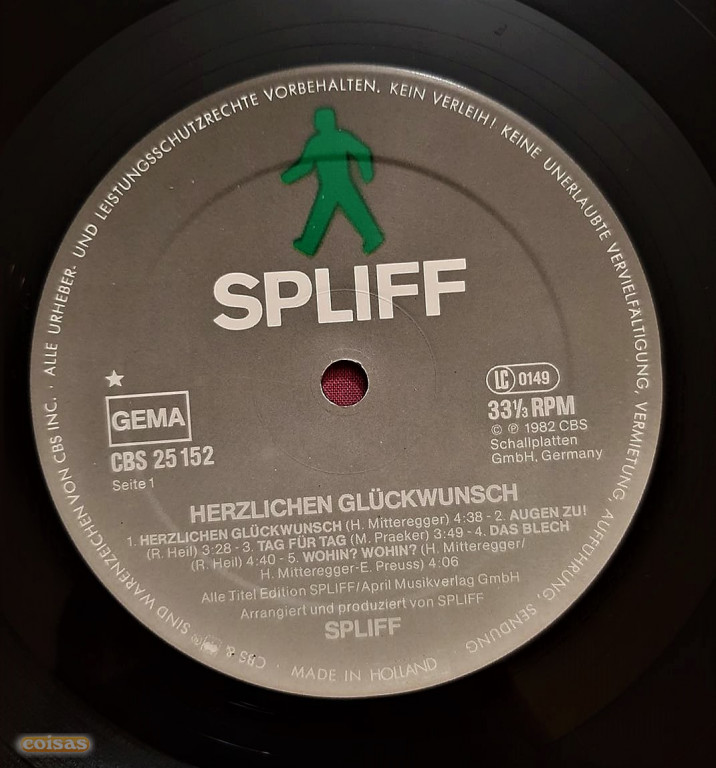 ALLE URHEBER- UND LEISTUNGSSCHUTZRECHTE VORBEHALTEN. KEIN VERLEIH! KEINE UNERLAUBTE VERVIELFÄLTIGUNG, VERMIETUNG, AUFFÜHRUNG, SENDUNG
SPLIFF
GEMA
CBS 25 152
Seite 1
LC 0149
33⅓ RPM
© ℗ 1982 CBS
Schallplatten
GmbH, Germany
HERZLICHEN GLÜCKWUNSCH
1. HERZLICHEN GLÜCKWUNSCH (H. Mitteregger) 4:38 - 2. AUGEN ZU!
(R. Heil) 3:28 - 3. TAG FÜR TAG (M. Praeker) 3:49 - 4. DAS BLECH
(R. Heil) 4:40 - 5. WOHIN? WOHIN? (H. Mitteregger/
H. Mitteregger-E. Preuss) 4:06
Alle Titel Edition SPLIFF/April Musikverlag GmbH
Arrangiert und produziert von SPLIFF
SPLIFF
CBS & SIND WARENZEICHEN VON CBS INC. ·
· MADE IN HOLLAND ·
coisas